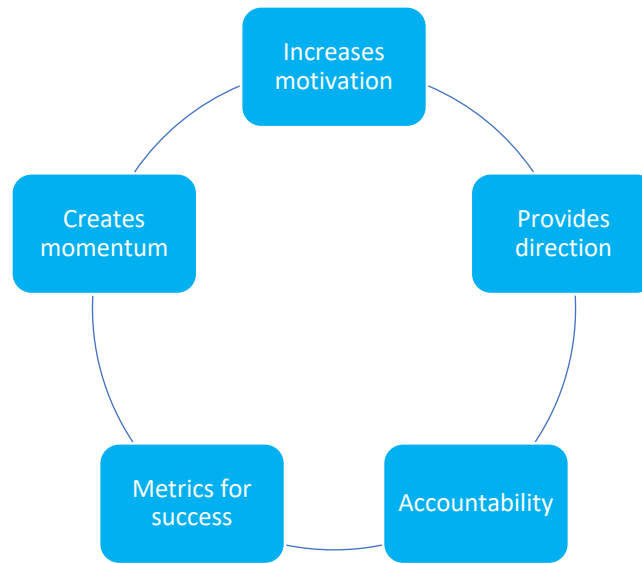 Increases
motivation
Provides
direction
Accountability
Metrics for
success
Creates
momentum